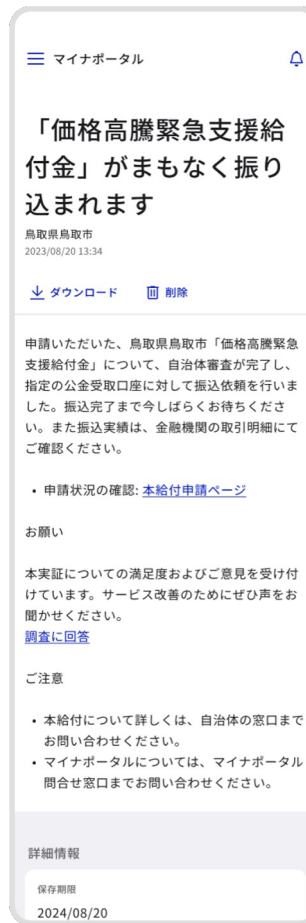 マイナポータル
「価格高騰緊急支援給
付金」がまもなく振り
込まれます
鳥取県鳥取市
2023/08/20 13:34
ダウンロード 削除
申請いただいた、鳥取県鳥取市「価格高騰緊急
支援給付金」について、自治体審査が完了し、
指定の公金受取口座に対して振込依頼を行いま
した。振込完了まで今しばらくお待ちくださ
い。また振込実績は、金融機関の取引明細にて
ご確認ください。
• 申請状況の確認: 本給付申請ページ
お願い
本実証についての満足度およびご意見を受け付
けています。サービス改善のためにぜひ声をお
聞かせください。
調査に回答
ご注意
• 本給付について詳しくは、自治体の窓口まで
お問い合わせください。
• マイナポータルについては、マイナポータル
問合せ窓口までお問い合わせください。
詳細情報
保存期限
2024/08/20